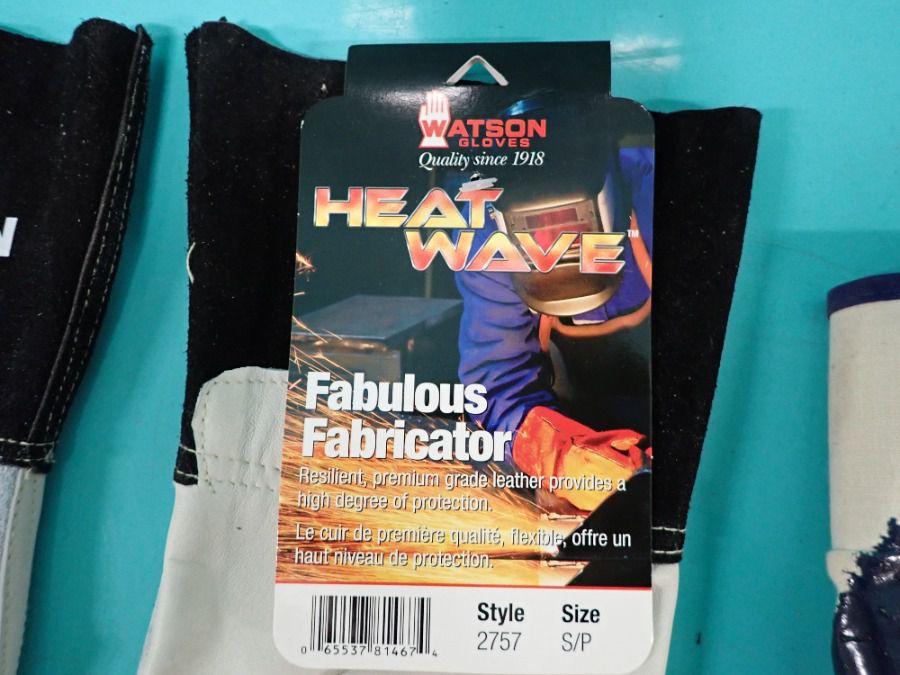 WATSON
GLOVES
Quality since 1918
HEAT
WAVE™
Fabulous
Fabricator
Resilient, premium grade leather provides a
high degree of protection.
Le cuir de première qualité, flexible, offre un
haut niveau de protection.
Style Size
2757 S/P
0 65537 81467 4
N